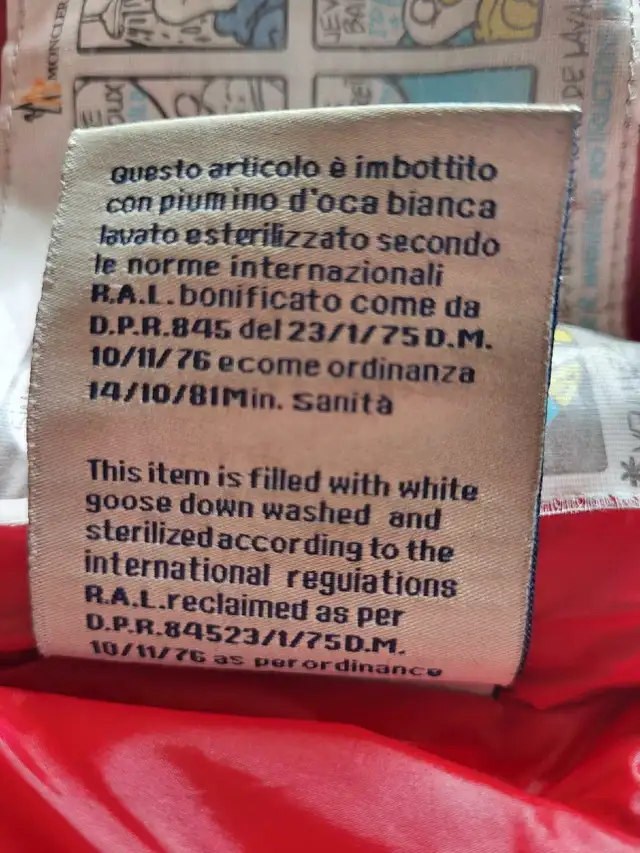 MONCLER
Questo articolo è imbottito
con piumino d'oca bianca
lavato esterilizzato secondo
le norme internazionali
R.A.L. bonificato come da
D.P.R.845 del 23/1/75 D.M.
10/11/76 ecome ordinanza
14/10/81Min. Sanità
This item is filled with white
goose down washed and
sterilized according to the
international reguiations
R.A.L.reclaimed as per
D.P.R.84523/1/75D.M.
10/11/76 as per ordinance